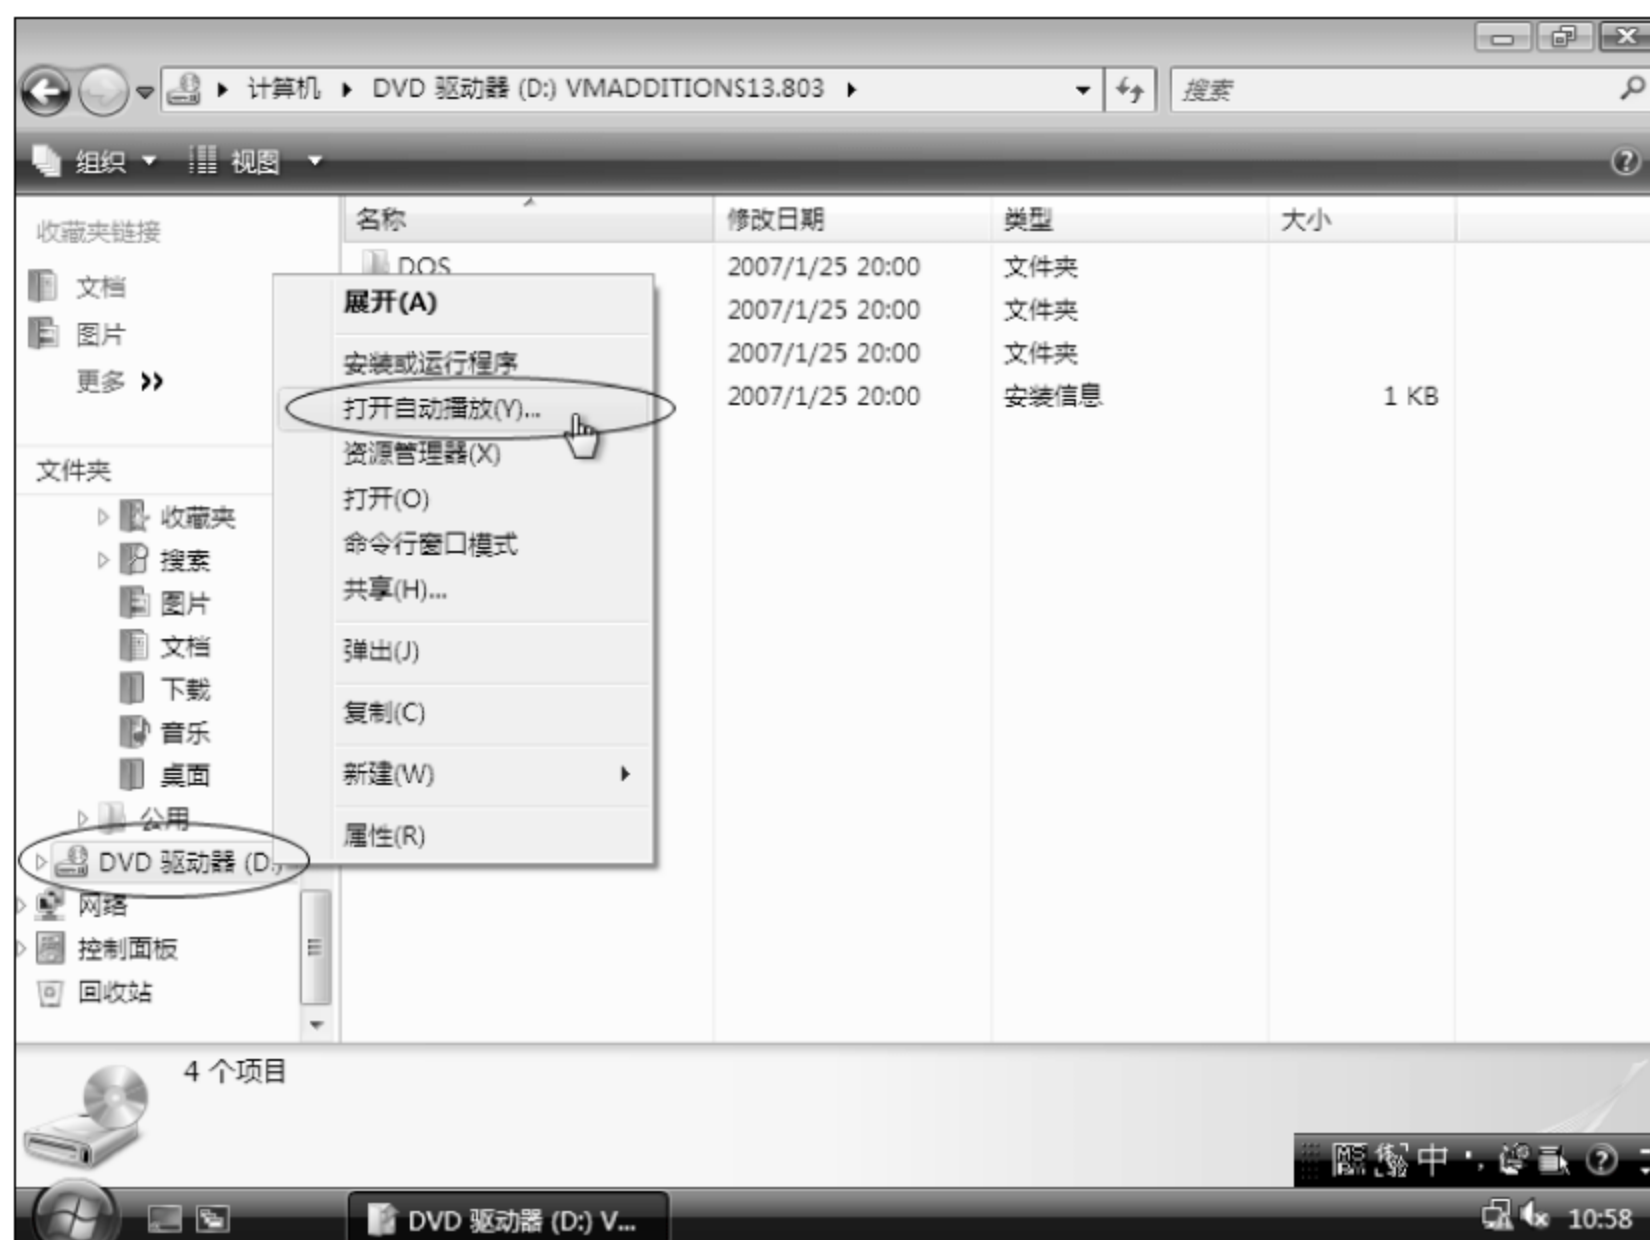 计算机 DVD 驱动器 (D:) VMADDITIONS13.803 搜索
组织 视图
收藏夹链接
文档
图片
更多 >>
文件夹
收藏夹
搜索
图片
文档
下载
音乐
桌面
公用
DVD 驱动器 (D:)
网络
控制面板
回收站
名称 修改日期 类型 大小
DOS 2007/1/25 20:00 文件夹
2007/1/25 20:00 文件夹
2007/1/25 20:00 文件夹
2007/1/25 20:00 安装信息 1 KB
展开(A)
安装或运行程序
打开自动播放(Y)...
资源管理器(X)
打开(O)
命令行窗口模式
共享(H)...
弹出(J)
复制(C)
新建(W)
属性(R)
4 个项目
中
DVD 驱动器 (D:) V...
10:58